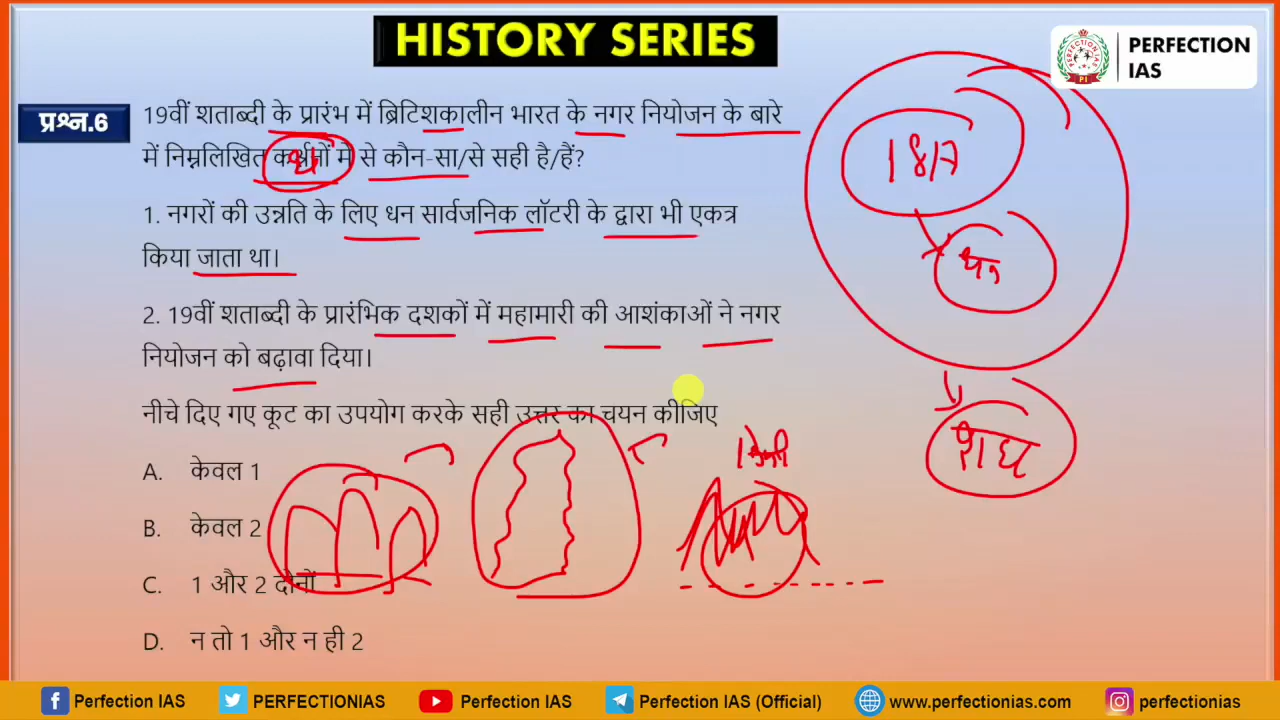 HISTORY SERIES
PERFECTION
IAS
प्रश्न.6
19वीं शताब्दी के प्रारंभ में ब्रिटिशकालीन भारत के नगर नियोजन के बारे
में निम्नलिखित में से कौन-सा/से सही है/हैं?
1. नगरों की उन्नति के लिए धन सार्वजनिक लॉटरी के द्वारा भी एकत्र
किया जाता था।
2. 19वीं शताब्दी के प्रारंभिक दशकों में महामारी की आशंकाओं ने नगर
नियोजन को बढ़ावा दिया।
नीचे दिए गए कूट का उपयोग करके सही उत्तर का चयन कीजिए
A. केवल 1
B. केवल 2
C. 1 और 2 दोनों
D. न तो 1 और न ही 2
1817
धन
Perfection IAS
PERFECTIONIAS
Perfection IAS
Perfection IAS (Official)
www.perfectionias.com
perfectionias